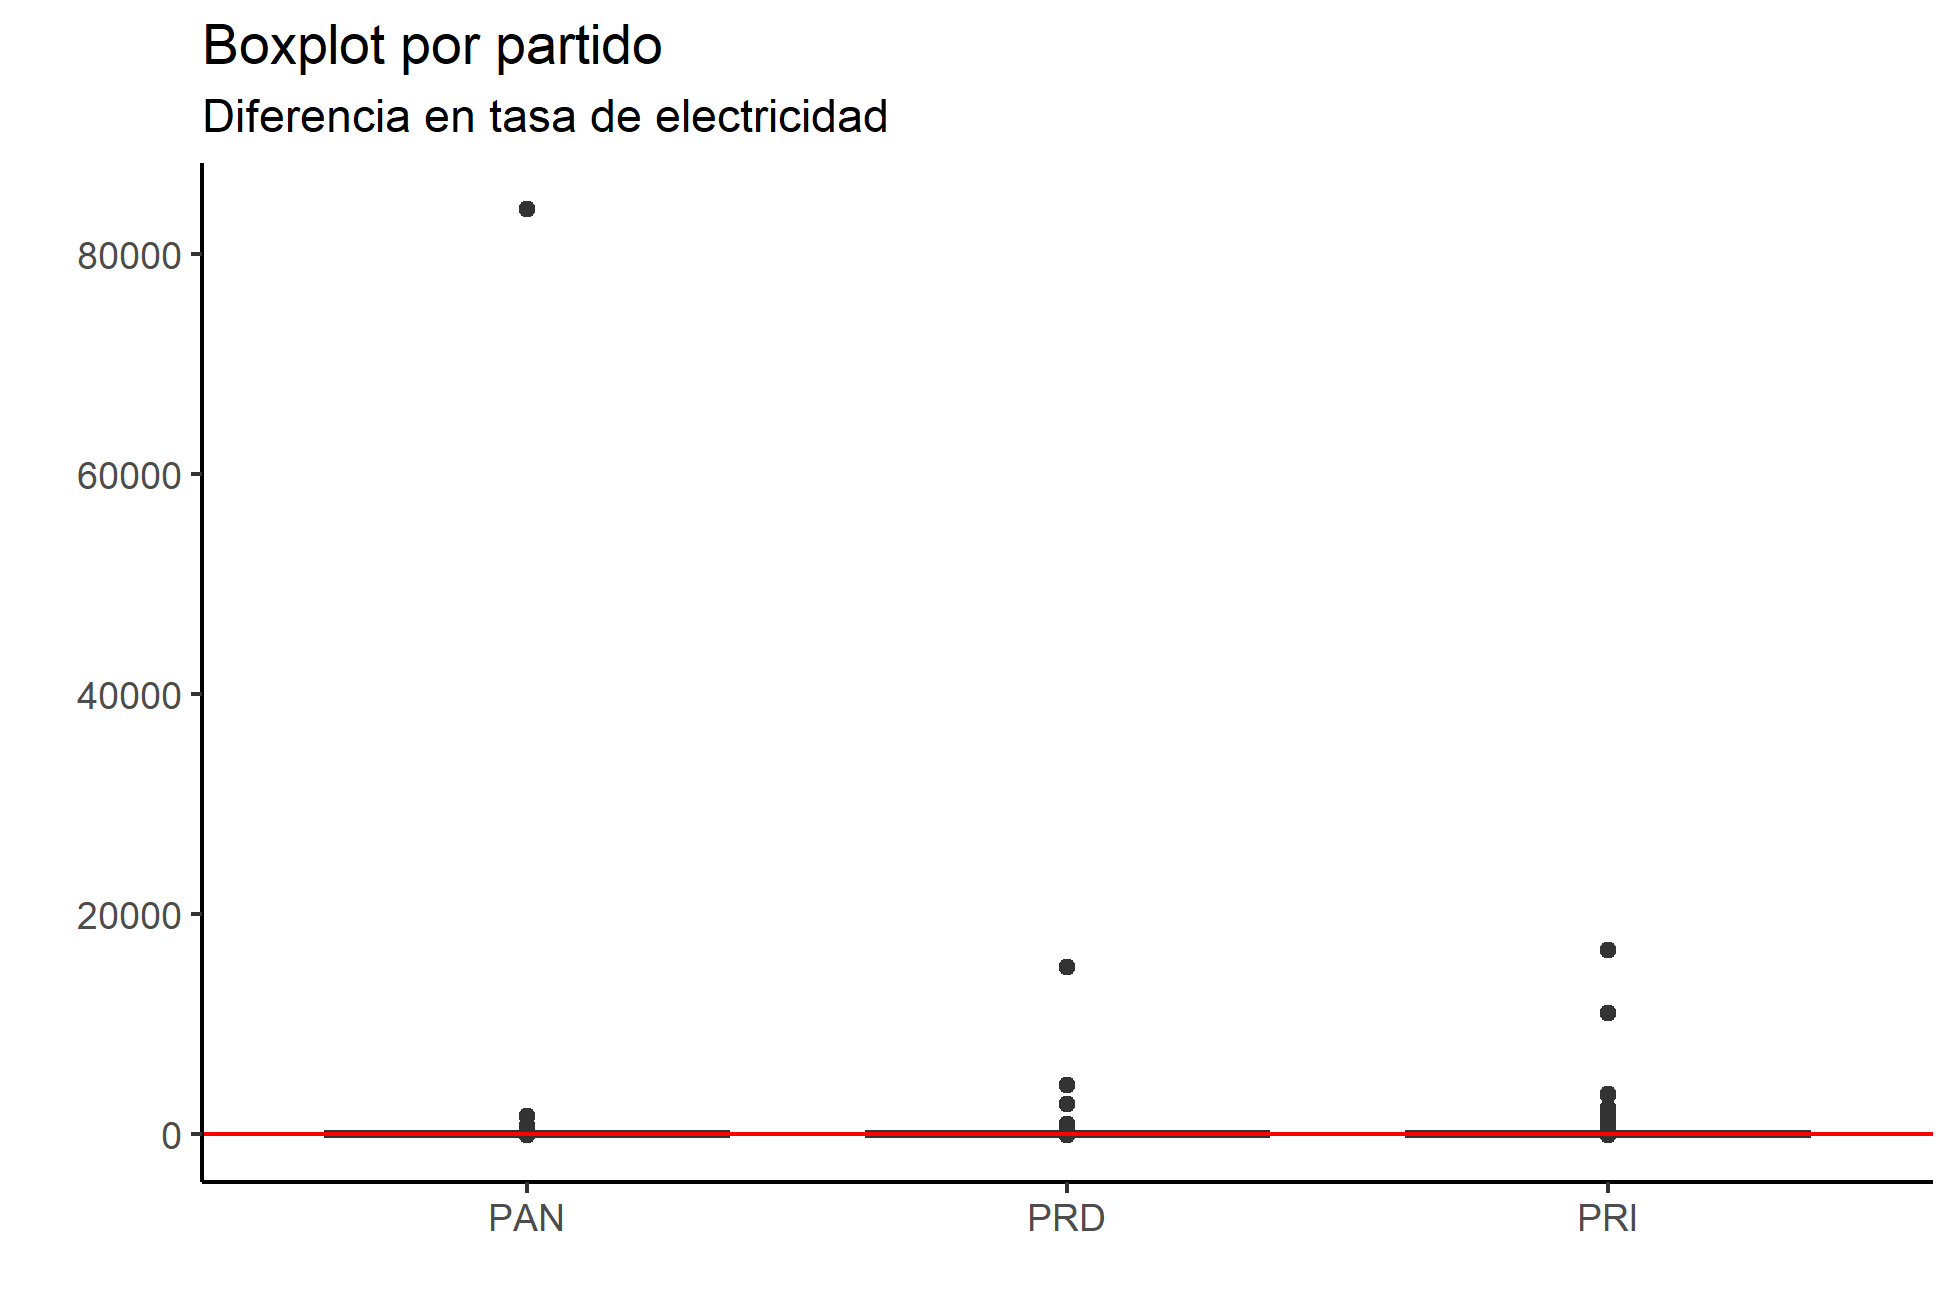 Boxplot por partido
Diferencia en tasa de electricidad
80000
60000
40000
20000
0
PAN PRD PRI